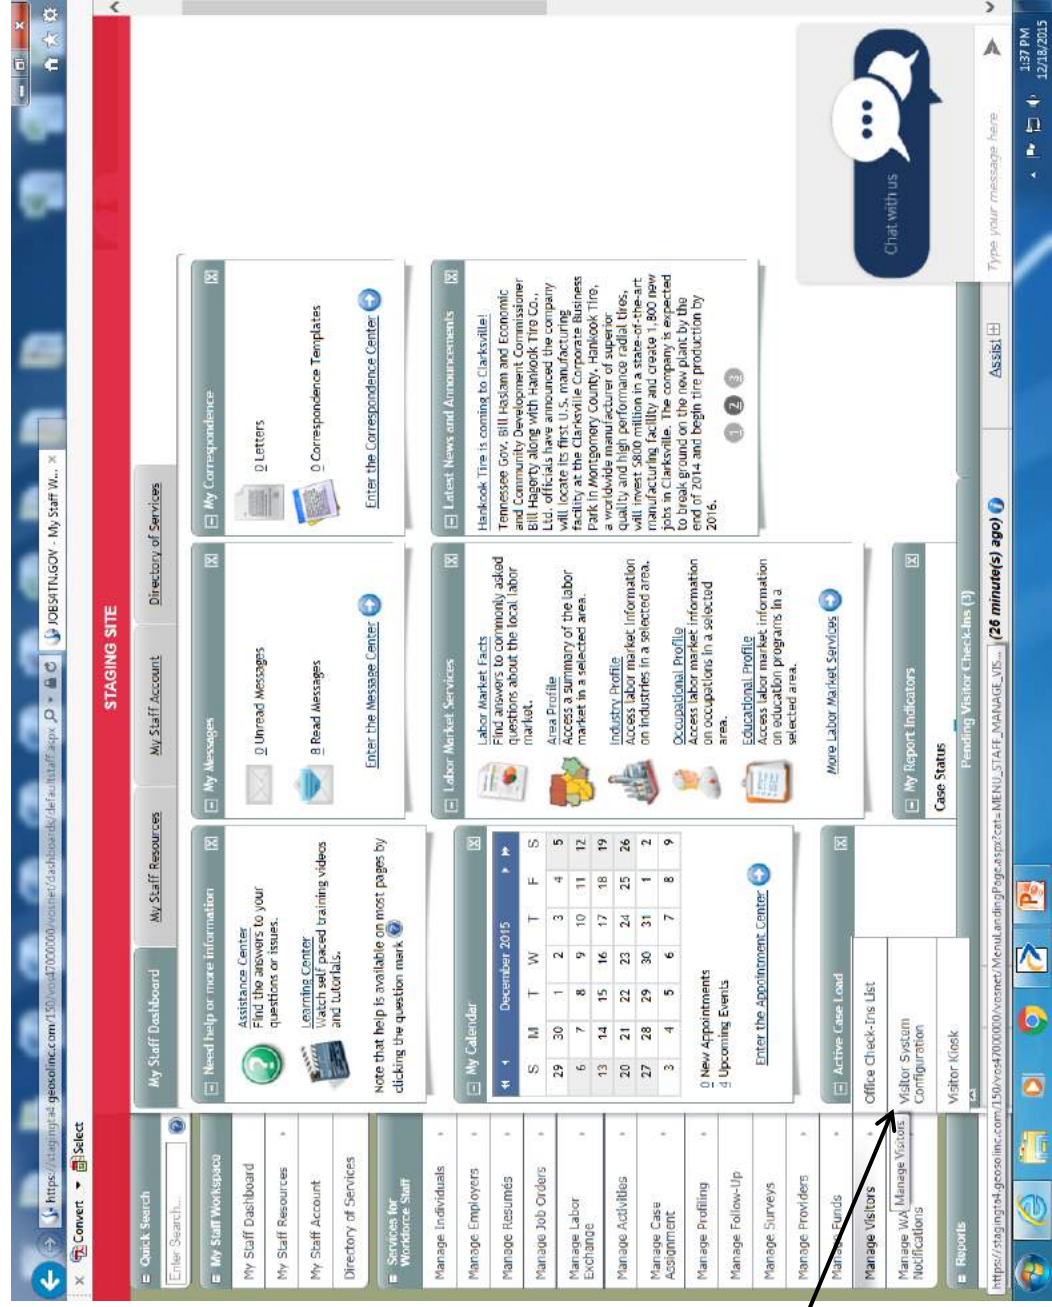 https://stagingta4.geosolinc.com/150/vos4700000/vosnet/dashboards/defaultstaff.aspx
JOBS4TN.GOV - My Staff W...
Convert
Select
STAGING SITE
Quick Search
Enter Search...
My Staff Workspace
My Staff Dashboard
My Staff Resources
My Staff Account
Directory of Services
Services for
Workforce Staff
Manage Individuals
Manage Employers
Manage Resumés
Manage Job Orders
Manage Labor
Exchange
Manage Activities
Manage Case
Assignment
Manage Profiling
Manage Follow-Up
Manage Surveys
Manage Providers
Manage Funds
Manage Visitors
Manage WA
Notifications
Manage Visitors
Reports
My Staff Dashboard
My Staff Resources
My Staff Account
Directory of Services
Need help or more information
Assistance Center
Find the answers to your
questions or issues.
Learning Center
Watch self paced training videos
and tutorials.
Note that help is available on most pages by
clicking the question mark
My Calendar
December 2015
S M T W T F S
29 30 1 2 3 4 5
6 7 8 9 10 11 12
13 14 15 16 17 18 19
20 21 22 23 24 25 26
27 28 29 30 31 1 2
3 4 5 6 7 8 9
0 New Appointments
4 Upcoming Events
Enter the Appointment Center
Active Case Load
Office Check-Ins List
Visitor System
Configuration
Visitor Kiosk
My Messages
0 Unread Messages
8 Read Messages
Enter the Message Center
Labor Market Services
Labor Market Facts
Find answers to commonly asked
questions about the local labor
market.
Area Profile
Access a summary of the labor
market in a selected area.
Industry Profile
Access labor market information
on industries in a selected area.
Occupational Profile
Access labor market information
on occupations in a selected
area.
Educational Profile
Access labor market information
on education programs in a
selected area.
More Labor Market Services
My Report Indicators
Case Status
My Correspondence
0 Letters
0 Correspondence Templates
Enter the Correspondence Center
Latest News and Announcements
Hankook Tire is coming to Clarksville!
Tennessee Gov. Bill Haslam and Economic
and Community Development Commissioner
Bill Hagerty along with Hankook Tire Co.,
Ltd. officials have announced the company
will locate its first U.S. manufacturing
facility at the Clarksville Corporate Business
Park in Montgomery County. Hankook Tire,
a worldwide manufacturer of superior
quality and high performance radial tires,
will invest $800 million in a state-of-the-art
manufacturing facility and create 1,800 new
jobs in Clarksville. The company is expected
to break ground on the new plant by the
end of 2014 and begin tire production by
2016.
1 2 3
Pending Visitor Check-Ins (3)
https://stagingta4.geosolinc.com/150/vos4700000/vosnet/MenuLandingPage.aspx?cat=MENU_STAFF_MANAGE_VIS...
(26 minute(s) ago)
Assist
Chat with us
Type your message here
1:37 PM
12/18/2015